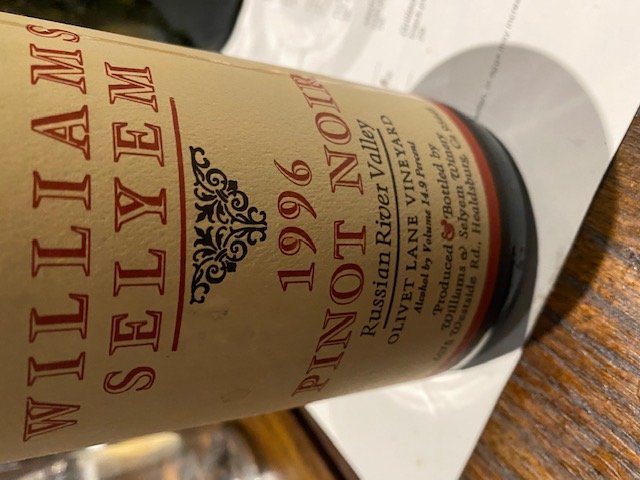 WILLIAMS
SELYEM
1996
PINOT NOIR
Russian River Valley
OLIVET LANE VINEYARD
Alcohol by Volume 14.9 Percent
Produced & Bottled by
Williams & Selyem Winery
Westside Rd., Healdsburg, CA